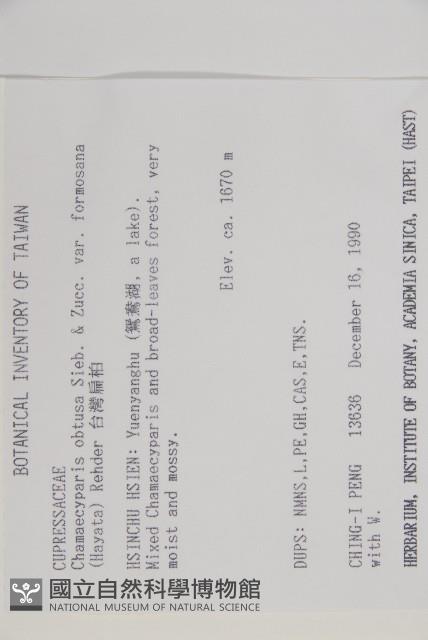 BOTANICAL INVENTORY OF TAIWAN
CUPRESSACEAE
Chamaecyparis obtusa Sieb. & Zucc. var. formosana
(Hayata) Rehder 台灣扁柏
HSINCHU HSIEN: Yuenyanghu (鴛鴦湖, a lake).
Mixed Chamaecyparis and broad-leaves forest, very
moist and mossy.
Elev. ca. 1670 m
DUPS: NMNS,L,PE,GH,CAS,E,TNS.
CHING-I PENG 13636 December 16, 1990
with W.
HERBARIUM, INSTITUTE OF BOTANY, ACADEMIA SINICA, TAIPEI (HAST)
國立自然科學博物館
NATIONAL MUSEUM OF NATURAL SCIENCE